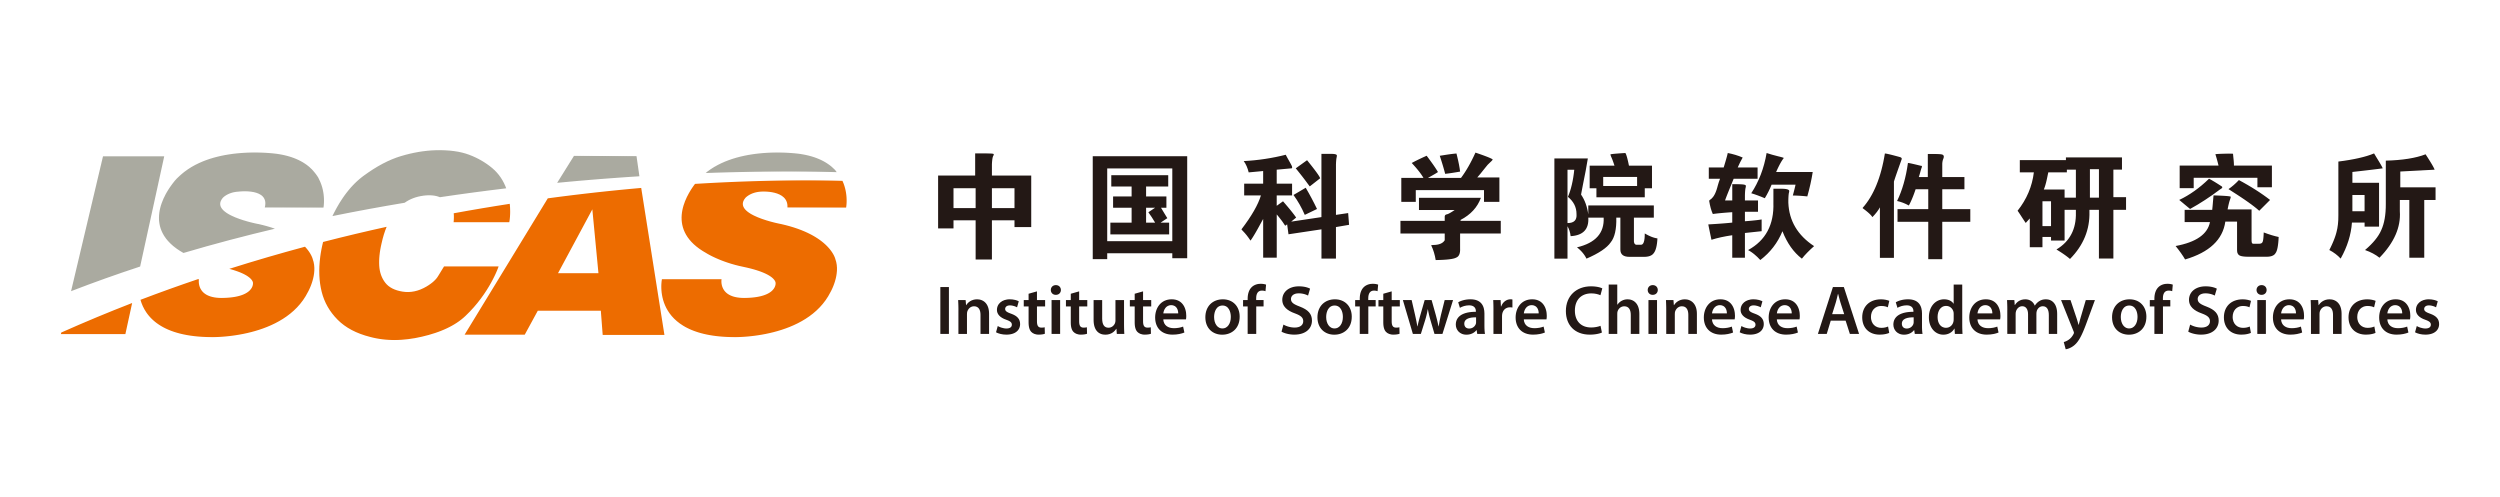 ISCAS
中国科学院软件研究所
Institute of Software Chinese Academy of Sciences